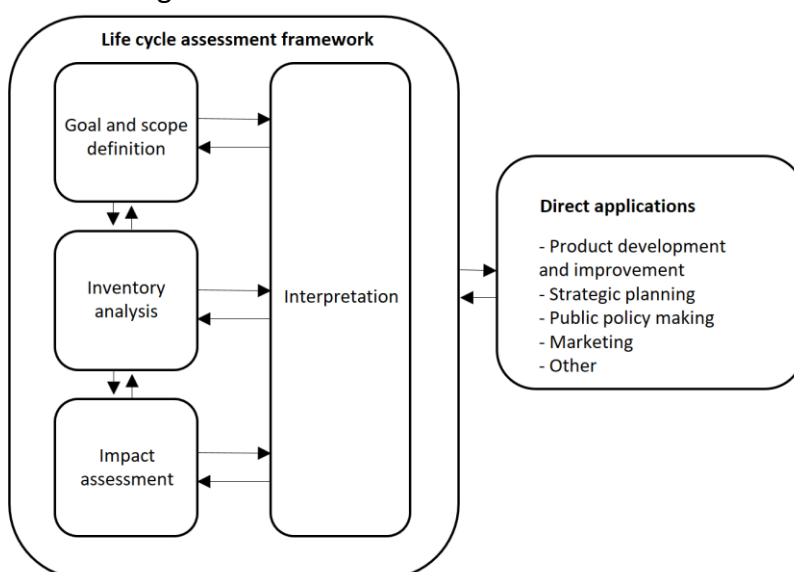 Life cycle assessment framework
Goal and scope
definition
Inventory
analysis
Impact
assessment
Interpretation
Direct applications
- Product development
and improvement
- Strategic planning
- Public policy making
- Marketing
- Other